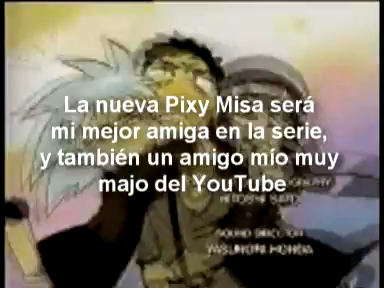 La nueva Pixy Misa será
mi mejor amiga en la serie,
y también un amigo mío muy
majo del YouTube
SOUND DIRECTOR
YASUNORI HONDA